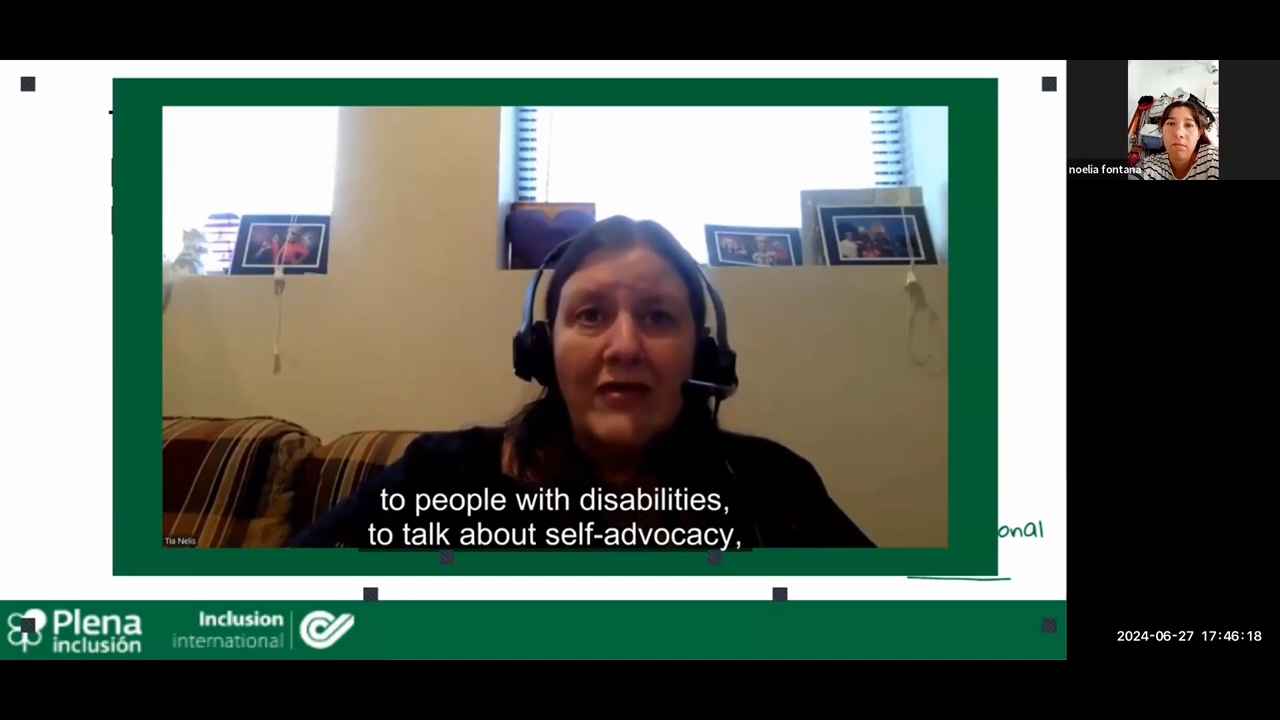 noelia fontana
Tia Nelis
to people with disabilities,
to talk about self-advocacy,
onal
Plena
inclusión
Inclusion
international
2024-06-27 17:46:18